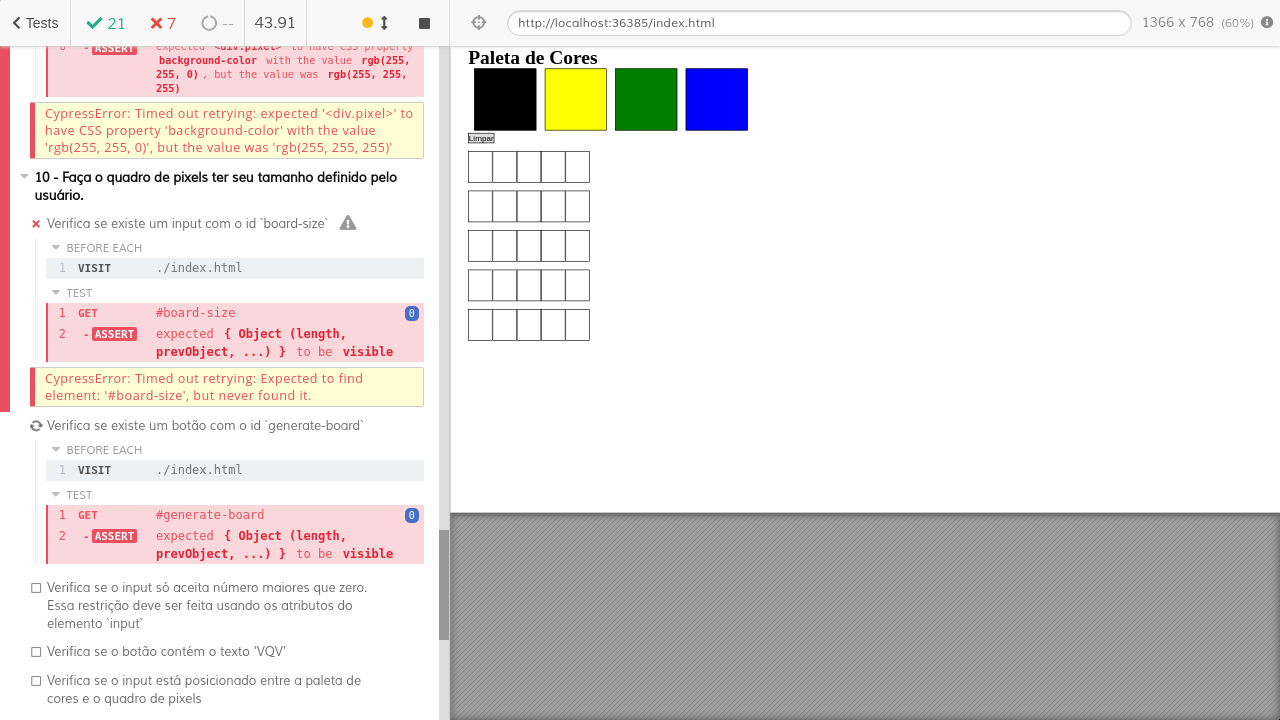 Tests
21
7
--
43.91
http://localhost:36385/index.html
1366 x 768 (60%)
6 - ASSERT expected <div.pixel> to have CSS property
background-color with the value rgb(255,
255, 0) , but the value was rgb(255, 255,
255)
CypressError: Timed out retrying: expected '<div.pixel>' to
have CSS property 'background-color' with the value
'rgb(255, 255, 0)', but the value was 'rgb(255, 255, 255)'
10 - Faça o quadro de pixels ter seu tamanho definido pelo
usuário.
Verifica se existe um input com o id `board-size`
BEFORE EACH
1 VISIT ./index.html
TEST
1 GET #board-size 0
2 - ASSERT expected { Object (length,
prevObject, ...) } to be visible
CypressError: Timed out retrying: Expected to find
element: '#board-size', but never found it.
Verifica se existe um botão com o id `generate-board`
BEFORE EACH
1 VISIT ./index.html
TEST
1 GET #generate-board 0
2 - ASSERT expected { Object (length,
prevObject, ...) } to be visible
Verifica se o input só aceita número maiores que zero.
Essa restrição deve ser feita usando os atributos do
elemento `input`
Verifica se o botão contém o texto 'VQV'
Verifica se o input está posicionado entre a paleta de
cores e o quadro de pixels
Paleta de Cores
Limpar